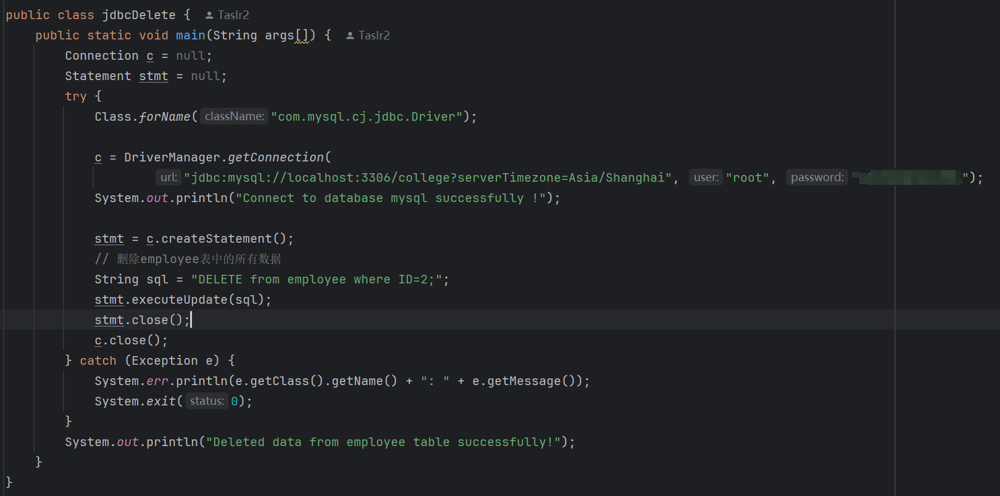 public class jdbcDelete { Taslr2
public static void main(String args[]) { Taslr2
Connection c = null;
Statement stmt = null;
try {
Class.forName( className: "com.mysql.cj.jdbc.Driver");
c = DriverManager.getConnection(
url: "jdbc:mysql://localhost:3306/college?serverTimezone=Asia/Shanghai", user: "root", password: ");
System.out.println("Connect to database mysql successfully !");
stmt = c.createStatement();
// 删除employee表中的所有数据
String sql = "DELETE from employee where ID=2;";
stmt.executeUpdate(sql);
stmt.close();
c.close();
} catch (Exception e) {
System.err.println(e.getClass().getName() + ": " + e.getMessage());
System.exit( status: 0);
}
System.out.println("Deleted data from employee table successfully!");
}
}